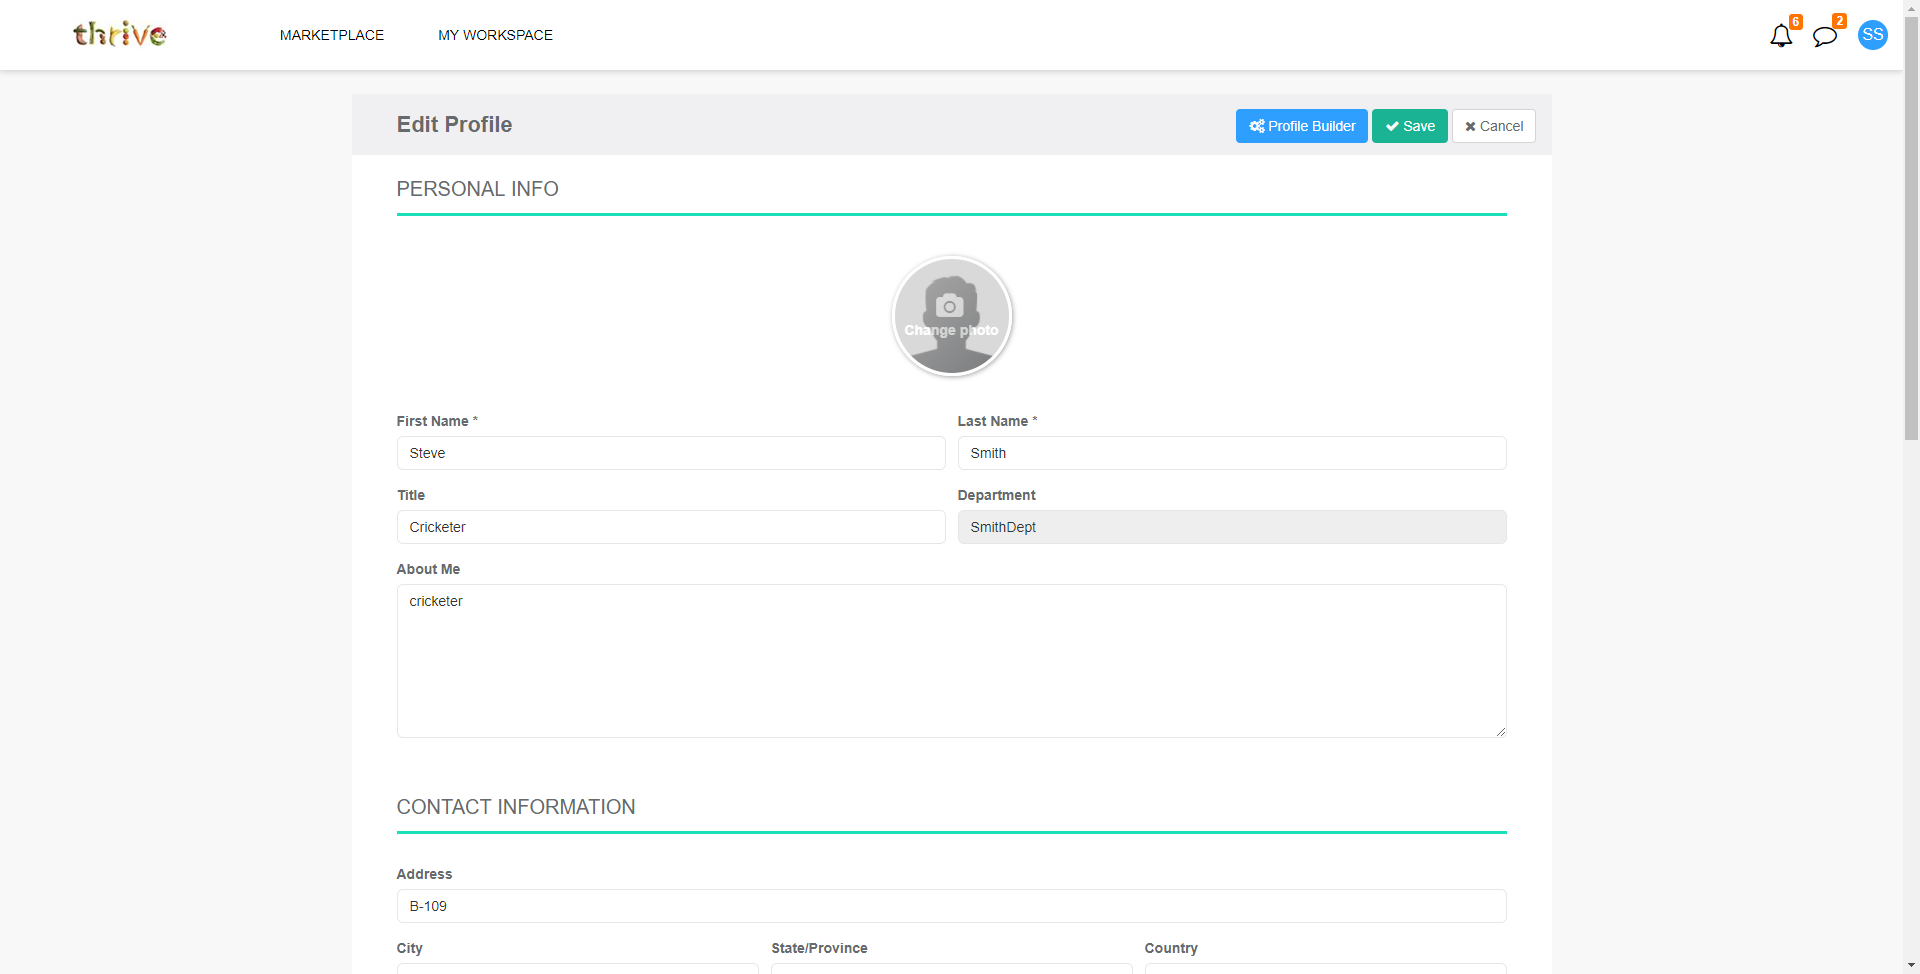 thrive MARKETPLACE MY WORKSPACE 6 2 SS
Edit Profile Profile Builder Save Cancel
PERSONAL INFO
Change photo
First Name * Last Name *
Steve Smith
Title Department
Cricketer SmithDept
About Me
cricketer
CONTACT INFORMATION
Address
B-109
City State/Province Country